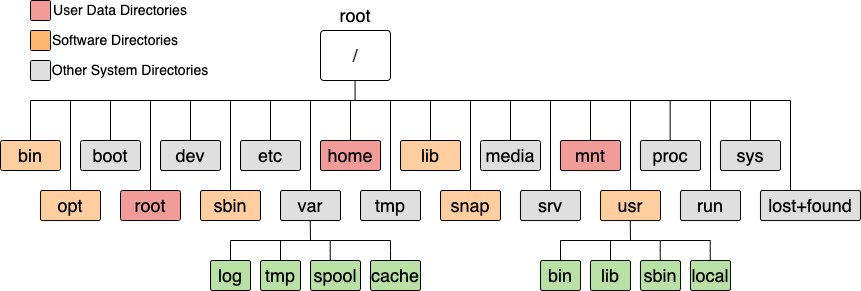 User Data Directories
root
Software Directories
/
Other System Directories
bin boot dev etc home lib media mnt proc sys
opt root sbin var tmp snap srv usr run lost+found
log tmp spool cache bin lib sbin local